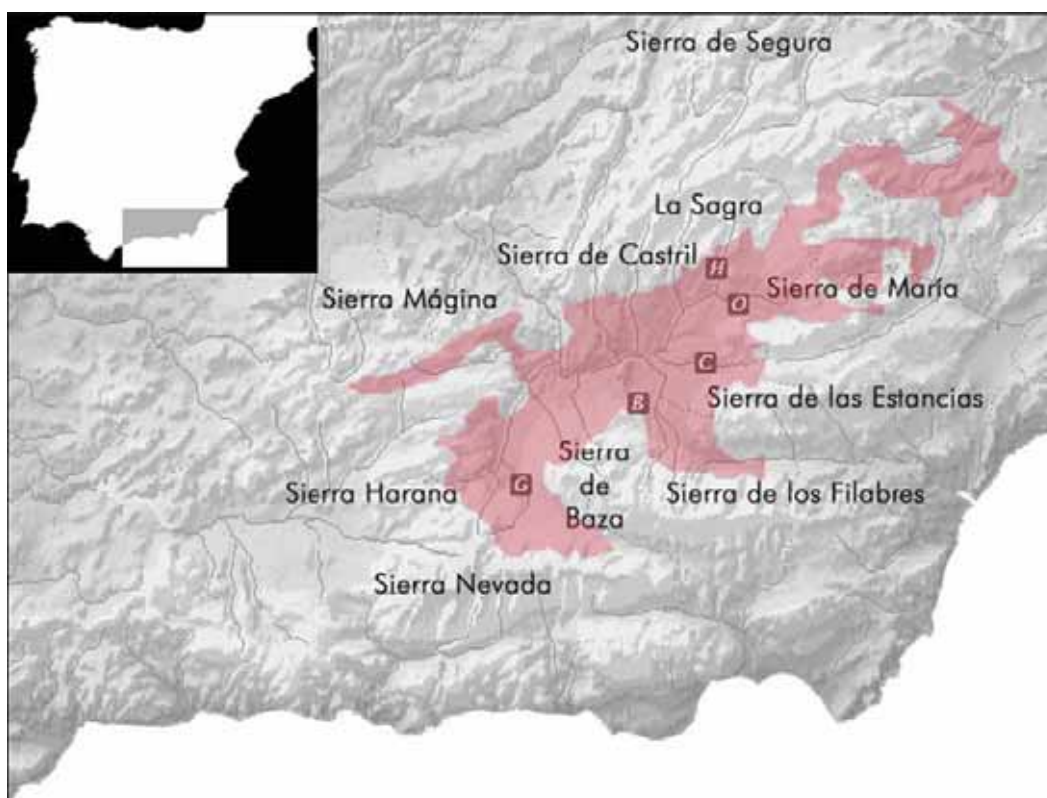 Sierra de Segura
La Sagra
Sierra de Castril
H
Sierra de María
O
Sierra Mágina
C
Sierra de las Estancias
B
Sierra
de
Baza
Sierra Harana
G
Sierra de los Filabres
Sierra Nevada